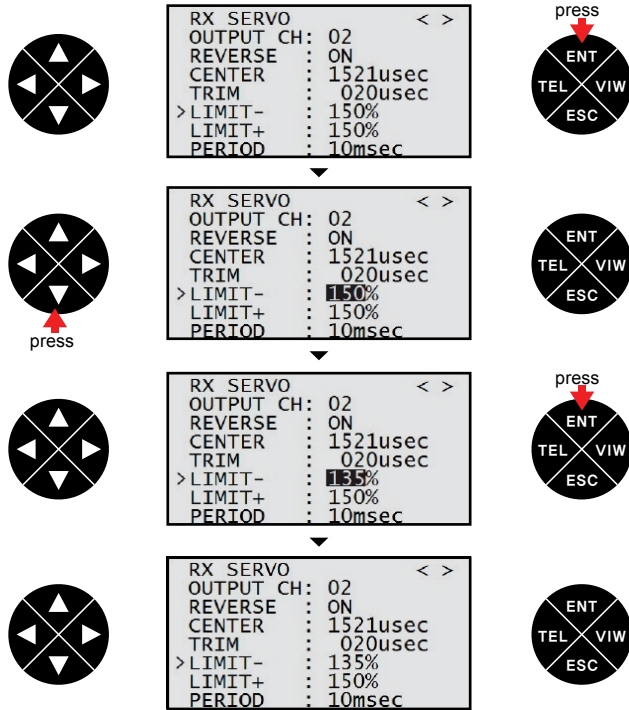 press
RX SERVO < >
OUTPUT CH: 02
REVERSE : ON
CENTER : 1521usec
TRIM : 020usec
>LIMIT- : 150%
LIMIT+ : 150%
PERIOD : 10msec
ENT
TEL VIW
ESC
RX SERVO < >
OUTPUT CH: 02
REVERSE : ON
CENTER : 1521usec
TRIM : 020usec
>LIMIT- : 150%
LIMIT+ : 150%
PERIOD : 10msec
ENT
TEL VIW
ESC
press
press
RX SERVO < >
OUTPUT CH: 02
REVERSE : ON
CENTER : 1521usec
TRIM : 020usec
>LIMIT- : 135%
LIMIT+ : 150%
PERIOD : 10msec
ENT
TEL VIW
ESC
RX SERVO < >
OUTPUT CH: 02
REVERSE : ON
CENTER : 1521usec
TRIM : 020usec
>LIMIT- : 135%
LIMIT+ : 150%
PERIOD : 10msec
ENT
TEL VIW
ESC